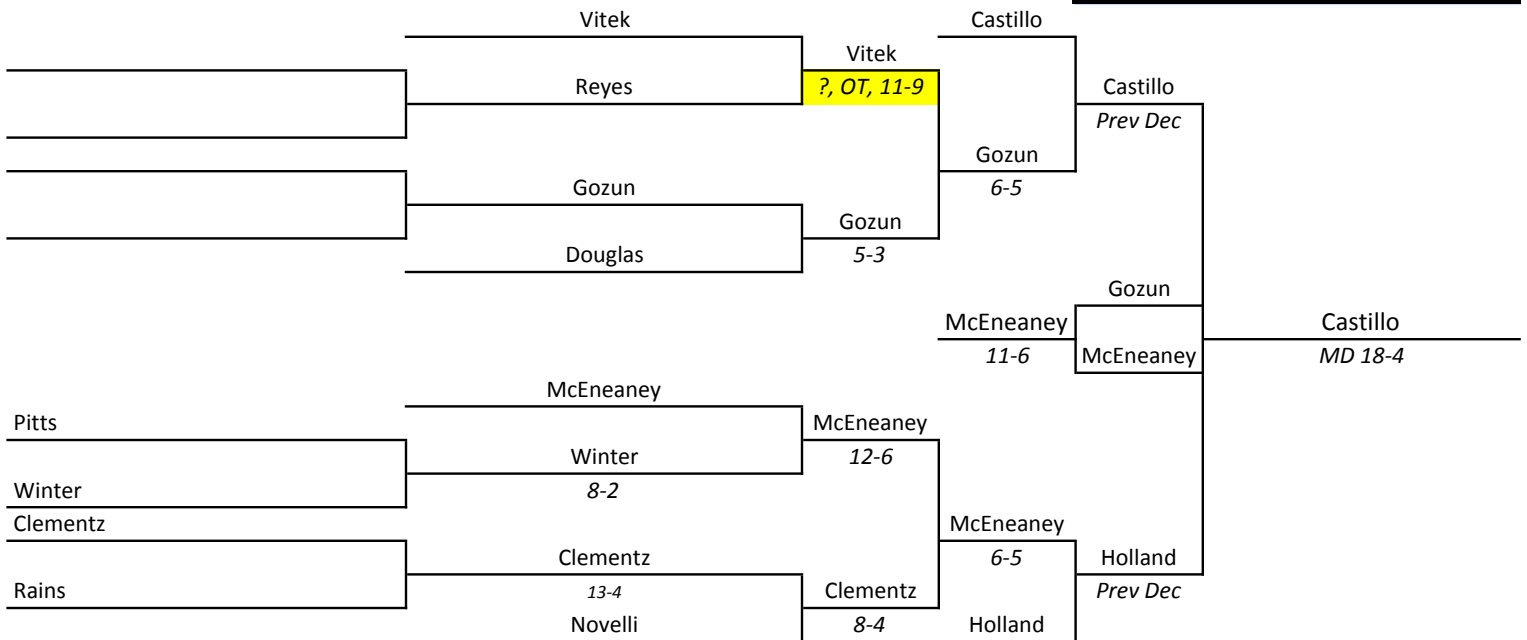 Vitek Castillo
Vitek
Reyes ?, OT, 11-9 Castillo
Prev Dec
Gozun
Gozun 6-5
Gozun
Douglas 5-3
Gozun
McEneaney Castillo
11-6 McEneaney MD 18-4
McEneaney
Pitts McEneaney
Winter 12-6
Winter 8-2
Clementz McEneaney
Clementz 6-5 Holland
Rains 13-4 Clementz Prev Dec
Novelli 8-4 Holland